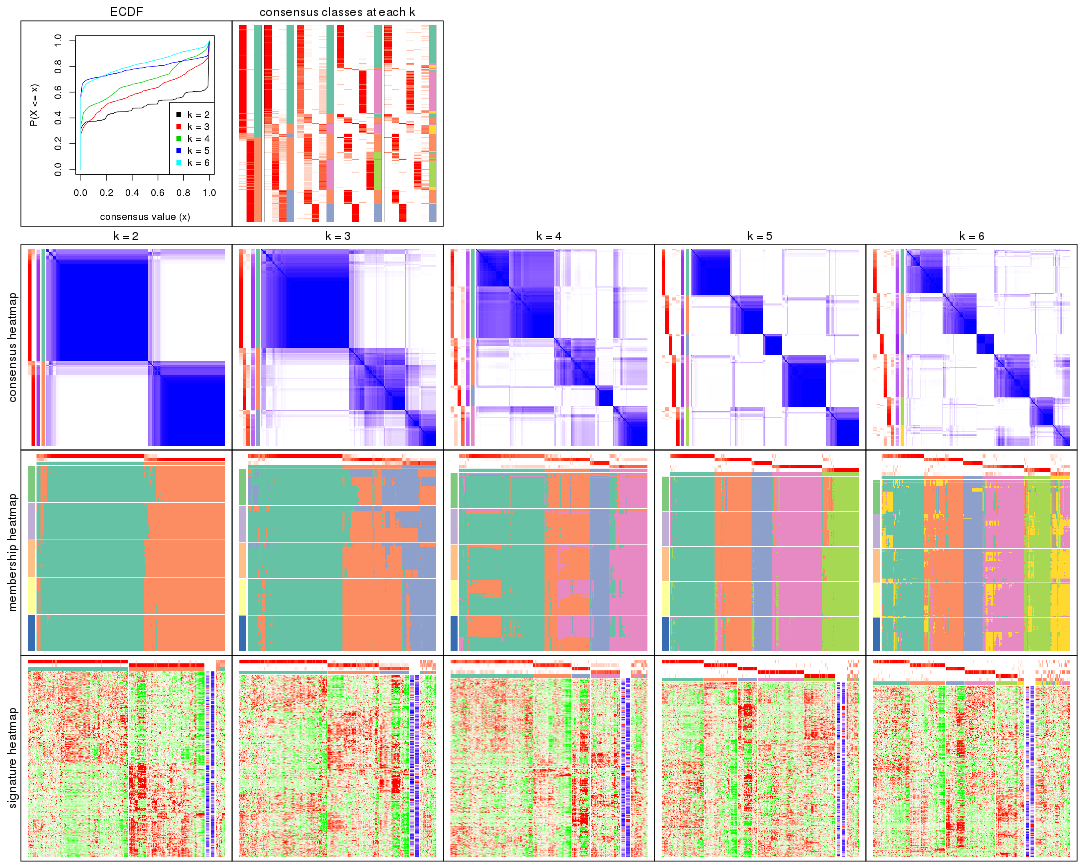 ECDF
consensus classes at each k
P(X <= x)
1.0
0.8
0.6
0.4
0.2
0.0
k = 2
k = 3
k = 4
k = 5
k = 6
0.0 0.2 0.4 0.6 0.8 1.0
consensus value (x)
k = 2
k = 3
k = 4
k = 5
k = 6
consensus heatmap
membership heatmap
signature heatmap